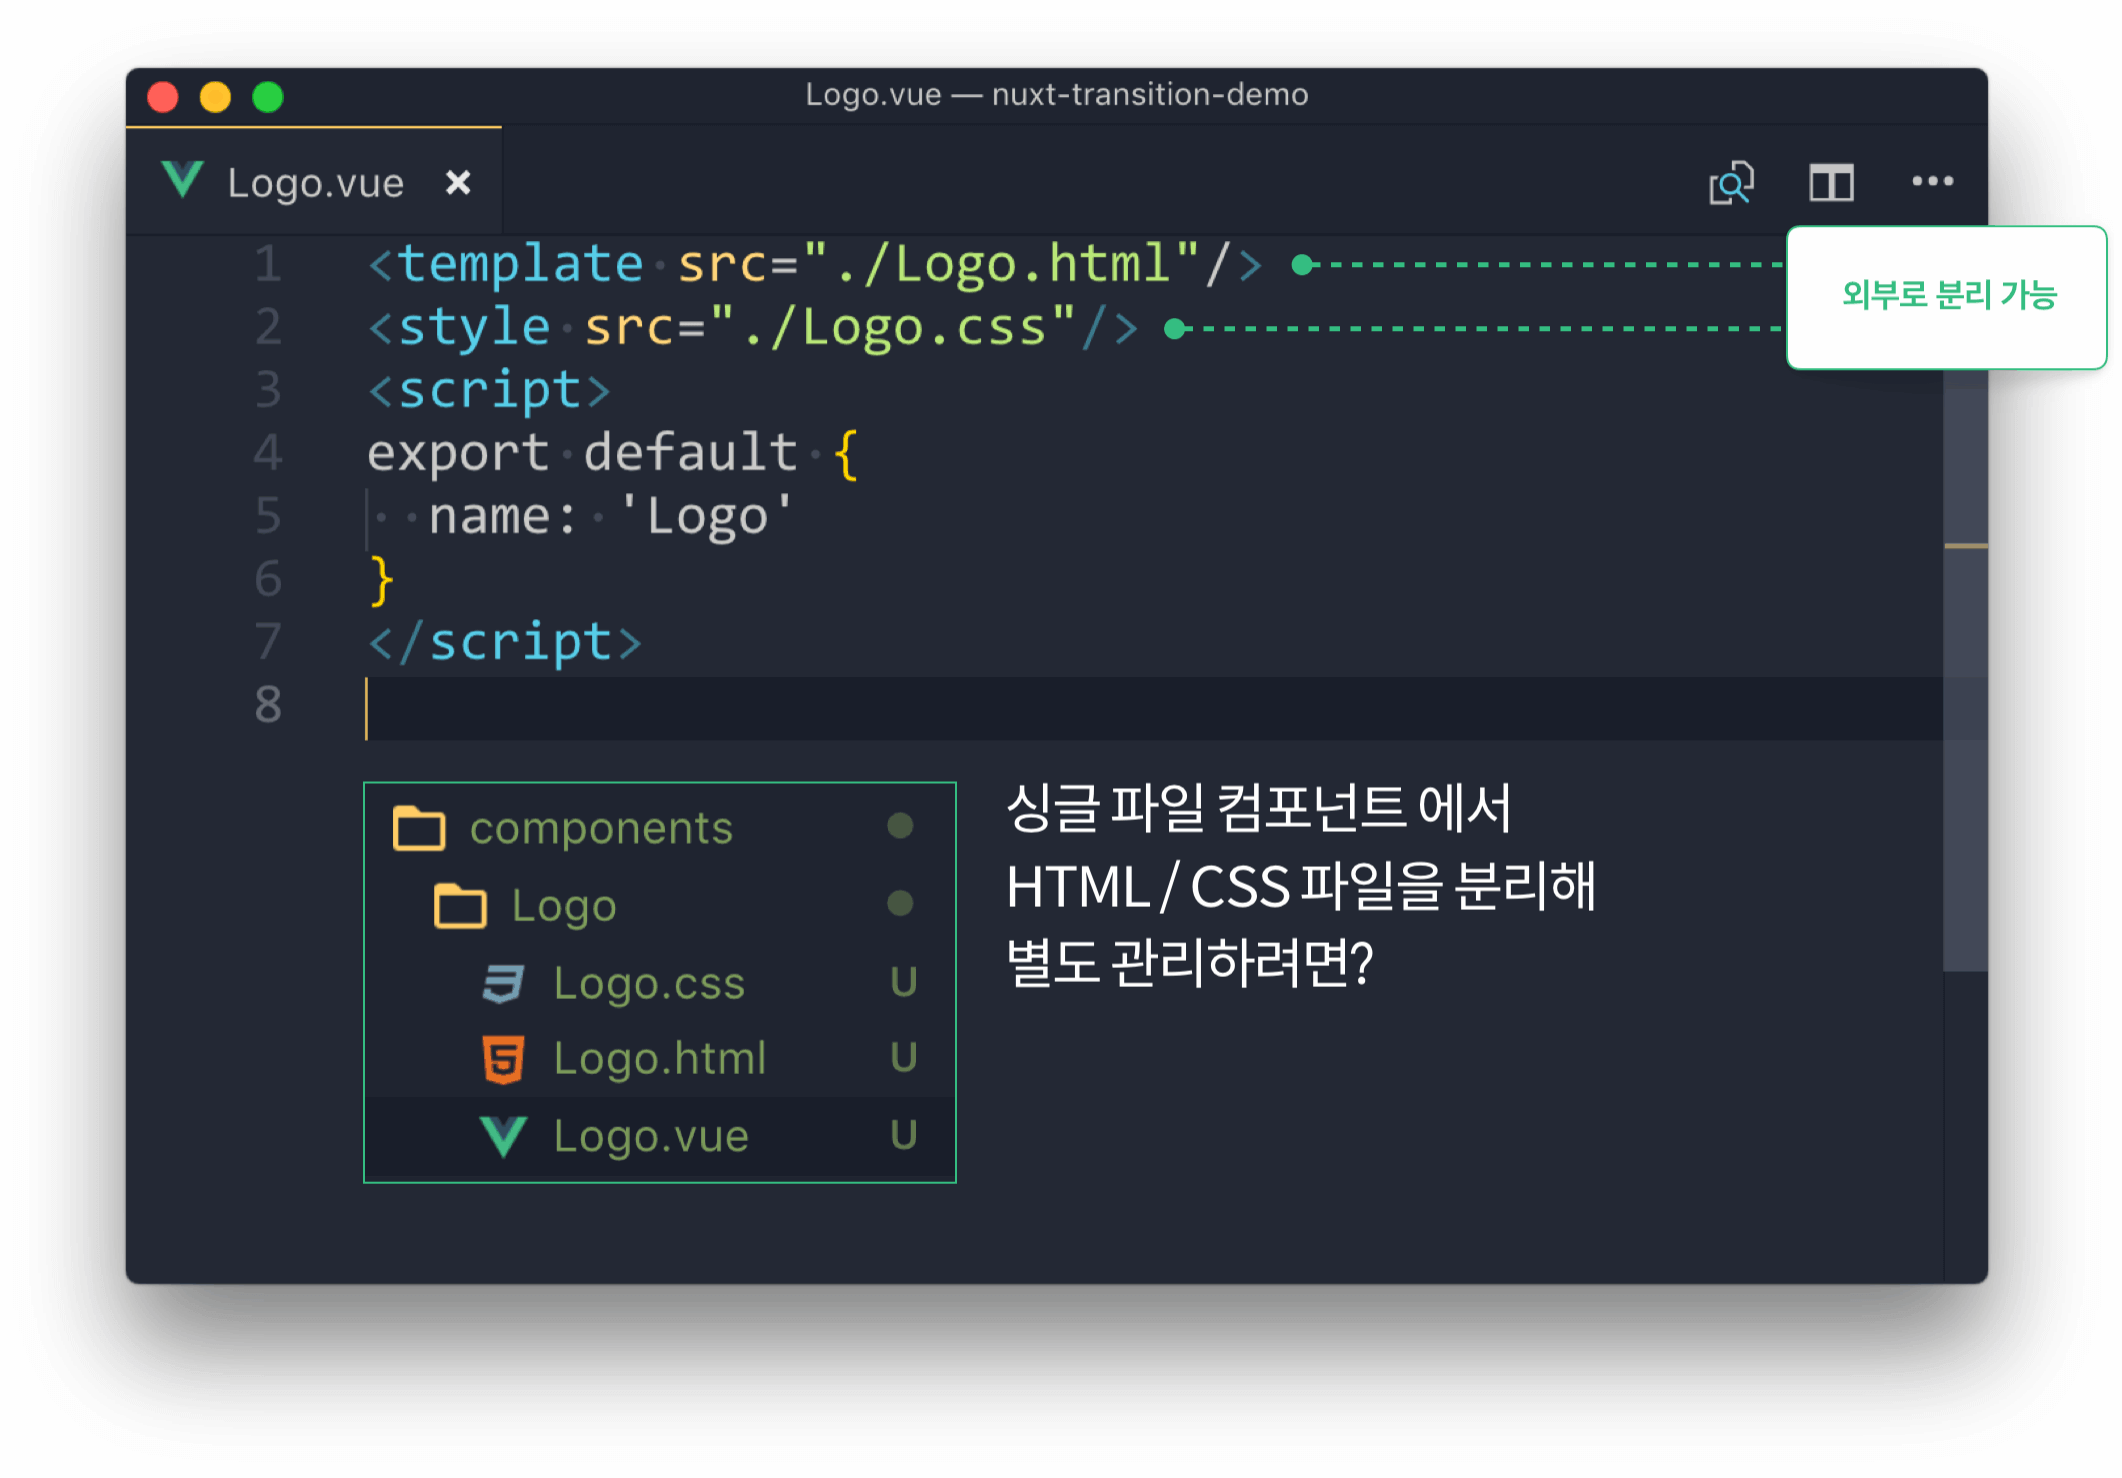 Logo.vue — nuxt-transition-demo
Logo.vue
1 <template src="./Logo.html"/>
외부로 분리 가능
2 <style src="./Logo.css"/>
3 <script>
4 export default {
5   name: 'Logo'
6 }
7 </script>
8
components
Logo
Logo.css U
Logo.html U
Logo.vue U
싱글 파일 컴포넌트 에서
HTML / CSS 파일을 분리해
별도 관리하려면?